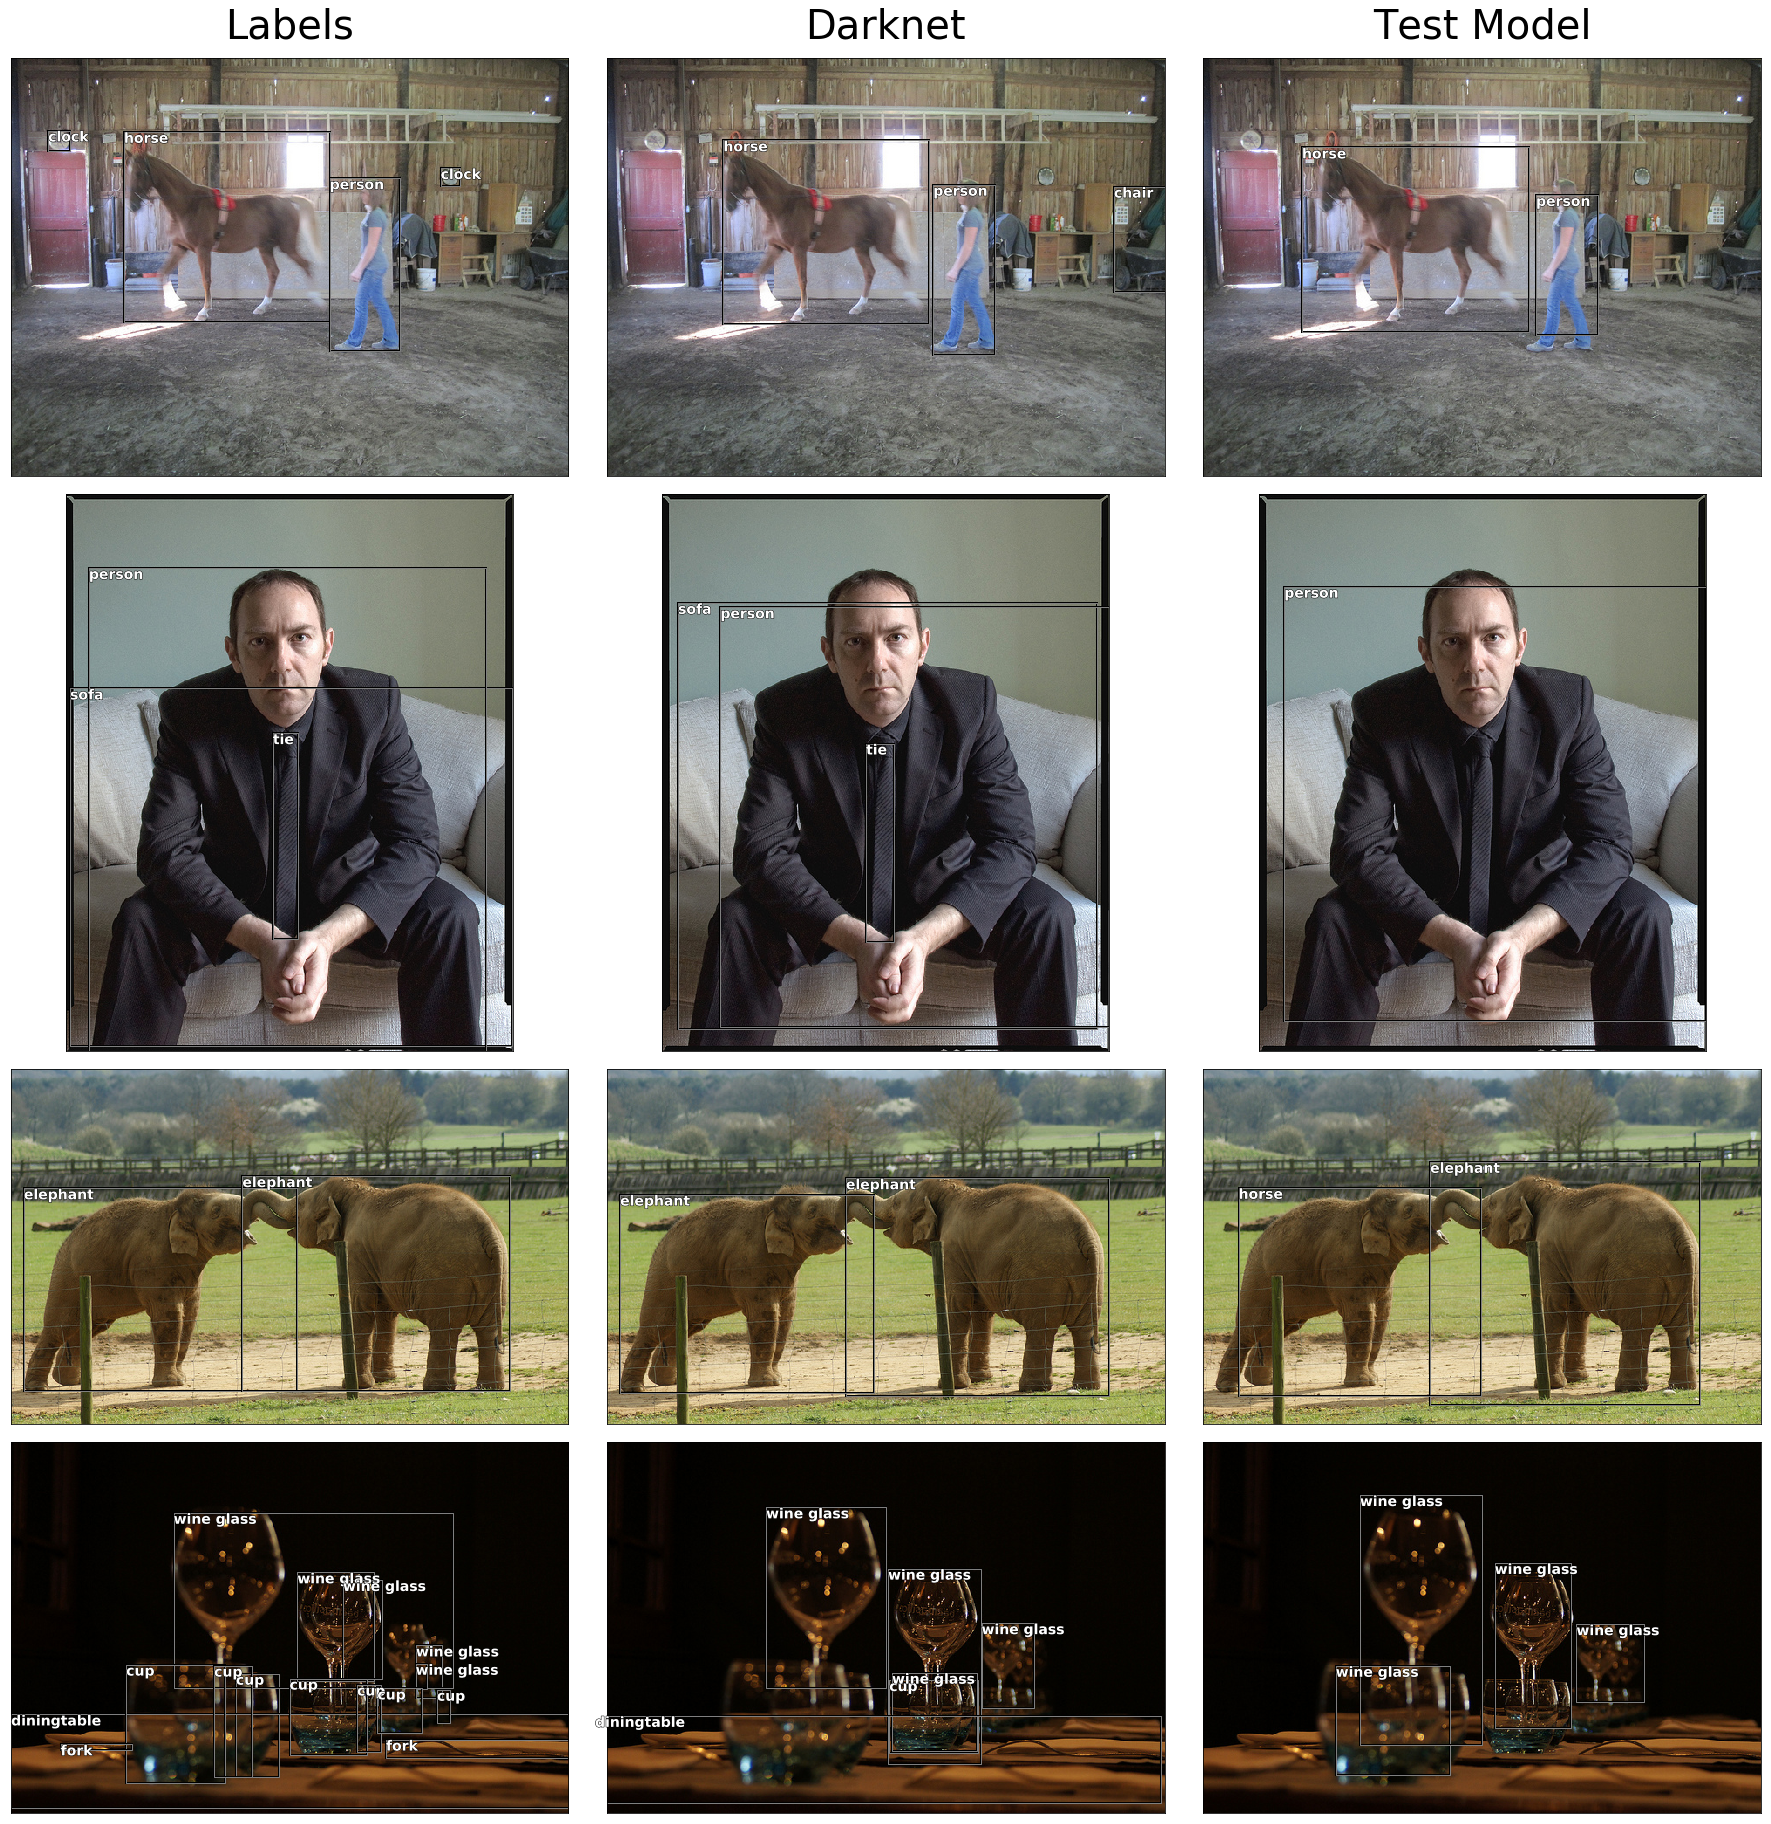 Labels
Darknet
Test Model
clock
horse
clock
person
horse
person
chair
horse
person
person
sofa
tie
sofa
person
tie
person
elephant
elephant
elephant
elephant
horse
elephant
wine glass
wine glass
wine glass
wine glass
wine glass
cup
cup
cup
cup
cup
cup
cup
diningtable
fork
fork
wine glass
wine glass
wine glass
wine glass
cup
diningtable
wine glass
wine glass
wine glass
wine glass